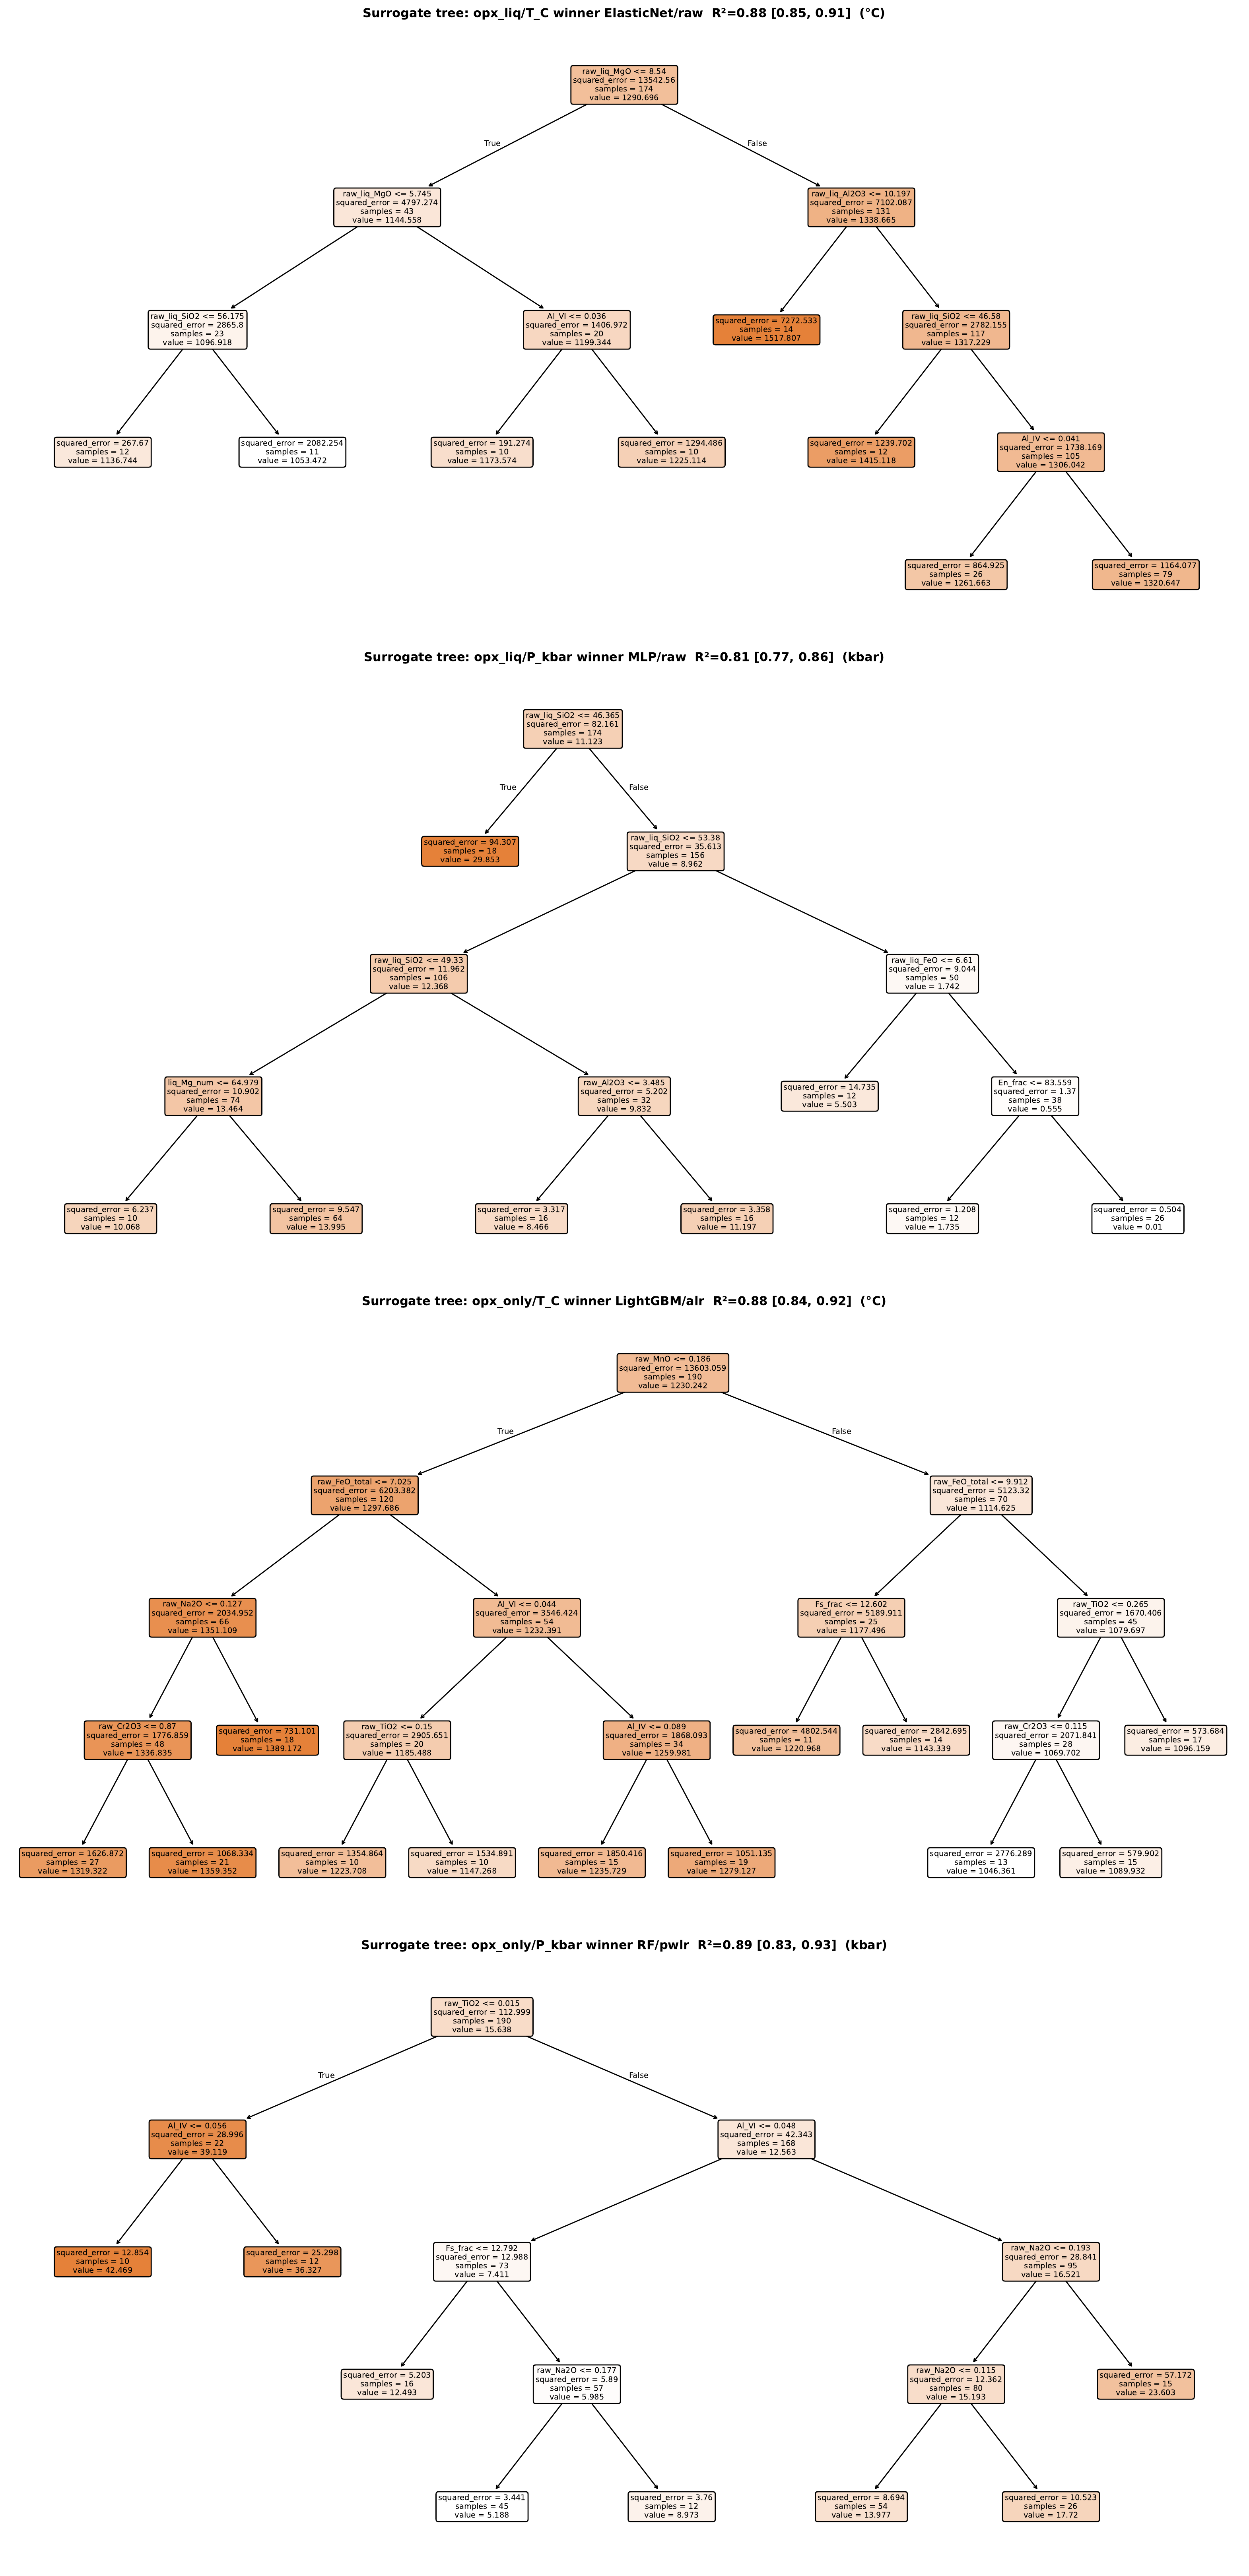 Surrogate tree: opx_liq/T_C winner ElasticNet/raw  R²=0.88 [0.85, 0.91]  (°C)
raw_liq_MgO <= 8.54
squared_error = 13542.56
samples = 174
value = 1290.696
True
False
raw_liq_MgO <= 5.745
squared_error = 4797.274
samples = 43
value = 1144.558
raw_liq_Al2O3 <= 10.197
squared_error = 7102.087
samples = 131
value = 1338.665
raw_liq_SiO2 <= 56.175
squared_error = 2865.8
samples = 23
value = 1096.918
Al_VI <= 0.036
squared_error = 1406.972
samples = 20
value = 1199.344
squared_error = 7272.533
samples = 14
value = 1517.807
raw_liq_SiO2 <= 46.58
squared_error = 2782.155
samples = 117
value = 1317.229
squared_error = 267.67
samples = 12
value = 1136.744
squared_error = 2082.254
samples = 11
value = 1053.472
squared_error = 191.274
samples = 10
value = 1173.574
squared_error = 1294.486
samples = 10
value = 1225.114
squared_error = 1239.702
samples = 12
value = 1415.118
Al_IV <= 0.041
squared_error = 1738.169
samples = 105
value = 1306.042
squared_error = 864.925
samples = 26
value = 1261.663
squared_error = 1164.077
samples = 79
value = 1320.647
Surrogate tree: opx_liq/P_kbar winner MLP/raw  R²=0.81 [0.77, 0.86]  (kbar)
raw_liq_SiO2 <= 46.365
squared_error = 82.161
samples = 174
value = 11.123
True
False
squared_error = 94.307
samples = 18
value = 29.853
raw_liq_SiO2 <= 53.38
squared_error = 35.613
samples = 156
value = 8.962
raw_liq_SiO2 <= 49.33
squared_error = 11.962
samples = 106
value = 12.368
raw_liq_FeO <= 6.61
squared_error = 9.044
samples = 50
value = 1.742
liq_Mg_num <= 64.979
squared_error = 10.902
samples = 74
value = 13.464
raw_Al2O3 <= 3.485
squared_error = 5.202
samples = 32
value = 9.832
squared_error = 14.735
samples = 12
value = 5.503
En_frac <= 83.559
squared_error = 1.37
samples = 38
value = 0.555
squared_error = 6.237
samples = 10
value = 10.068
squared_error = 9.547
samples = 64
value = 13.995
squared_error = 3.317
samples = 16
value = 8.466
squared_error = 3.358
samples = 16
value = 11.197
squared_error = 1.208
samples = 12
value = 1.735
squared_error = 0.504
samples = 26
value = 0.01
Surrogate tree: opx_only/T_C winner LightGBM/alr  R²=0.88 [0.84, 0.92]  (°C)
raw_MnO <= 0.186
squared_error = 13603.059
samples = 190
value = 1230.242
True
False
raw_FeO_total <= 7.025
squared_error = 6203.382
samples = 120
value = 1297.686
raw_FeO_total <= 9.912
squared_error = 5123.32
samples = 70
value = 1114.625
raw_Na2O <= 0.127
squared_error = 2034.952
samples = 66
value = 1351.109
Al_VI <= 0.044
squared_error = 3546.424
samples = 54
value = 1232.391
Fs_frac <= 12.602
squared_error = 5189.911
samples = 25
value = 1177.496
raw_TiO2 <= 0.265
squared_error = 1670.406
samples = 45
value = 1079.697
raw_Cr2O3 <= 0.87
squared_error = 1776.859
samples = 48
value = 1336.835
squared_error = 731.101
samples = 18
value = 1389.172
raw_TiO2 <= 0.15
squared_error = 2905.651
samples = 20
value = 1185.488
Al_IV <= 0.089
squared_error = 1868.093
samples = 34
value = 1259.981
squared_error = 4802.544
samples = 11
value = 1220.968
squared_error = 2842.695
samples = 14
value = 1143.339
raw_Cr2O3 <= 0.115
squared_error = 2071.841
samples = 28
value = 1069.702
squared_error = 573.684
samples = 17
value = 1096.159
squared_error = 1626.872
samples = 27
value = 1319.322
squared_error = 1068.334
samples = 21
value = 1359.352
squared_error = 1354.864
samples = 10
value = 1223.708
squared_error = 1534.891
samples = 10
value = 1147.268
squared_error = 1850.416
samples = 15
value = 1235.729
squared_error = 1051.135
samples = 19
value = 1279.127
squared_error = 2776.289
samples = 13
value = 1046.361
squared_error = 579.902
samples = 15
value = 1089.932
Surrogate tree: opx_only/P_kbar winner RF/pwlr  R²=0.89 [0.83, 0.93]  (kbar)
raw_TiO2 <= 0.015
squared_error = 112.999
samples = 190
value = 15.638
True
False
Al_IV <= 0.056
squared_error = 28.996
samples = 22
value = 39.119
Al_VI <= 0.048
squared_error = 42.343
samples = 168
value = 12.563
squared_error = 12.854
samples = 10
value = 42.469
squared_error = 25.298
samples = 12
value = 36.327
Fs_frac <= 12.792
squared_error = 12.988
samples = 73
value = 7.411
raw_Na2O <= 0.193
squared_error = 28.841
samples = 95
value = 16.521
squared_error = 5.203
samples = 16
value = 12.493
raw_Na2O <= 0.177
squared_error = 5.89
samples = 57
value = 5.985
raw_Na2O <= 0.115
squared_error = 12.362
samples = 80
value = 15.193
squared_error = 57.172
samples = 15
value = 23.603
squared_error = 3.441
samples = 45
value = 5.188
squared_error = 3.76
samples = 12
value = 8.973
squared_error = 8.694
samples = 54
value = 13.977
squared_error = 10.523
samples = 26
value = 17.72